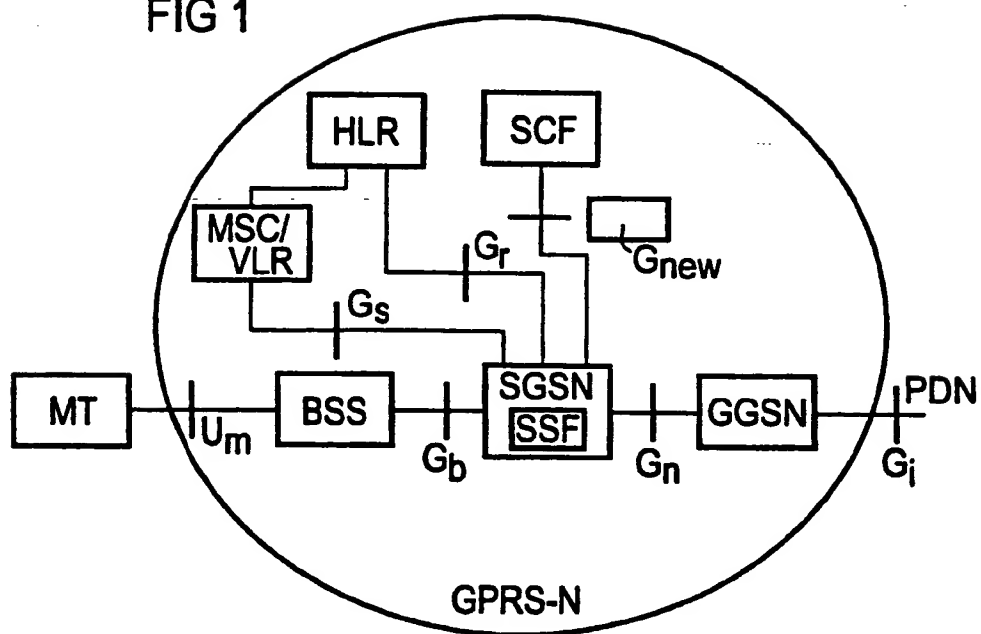 FIG 1
HLR
SCF
MSC/
VLR
Gr
Gnew
Gs
MT
Um
BSS
Gb
SGSN
SSF
Gn
GGSN
PDN
Gi
GPRS-N